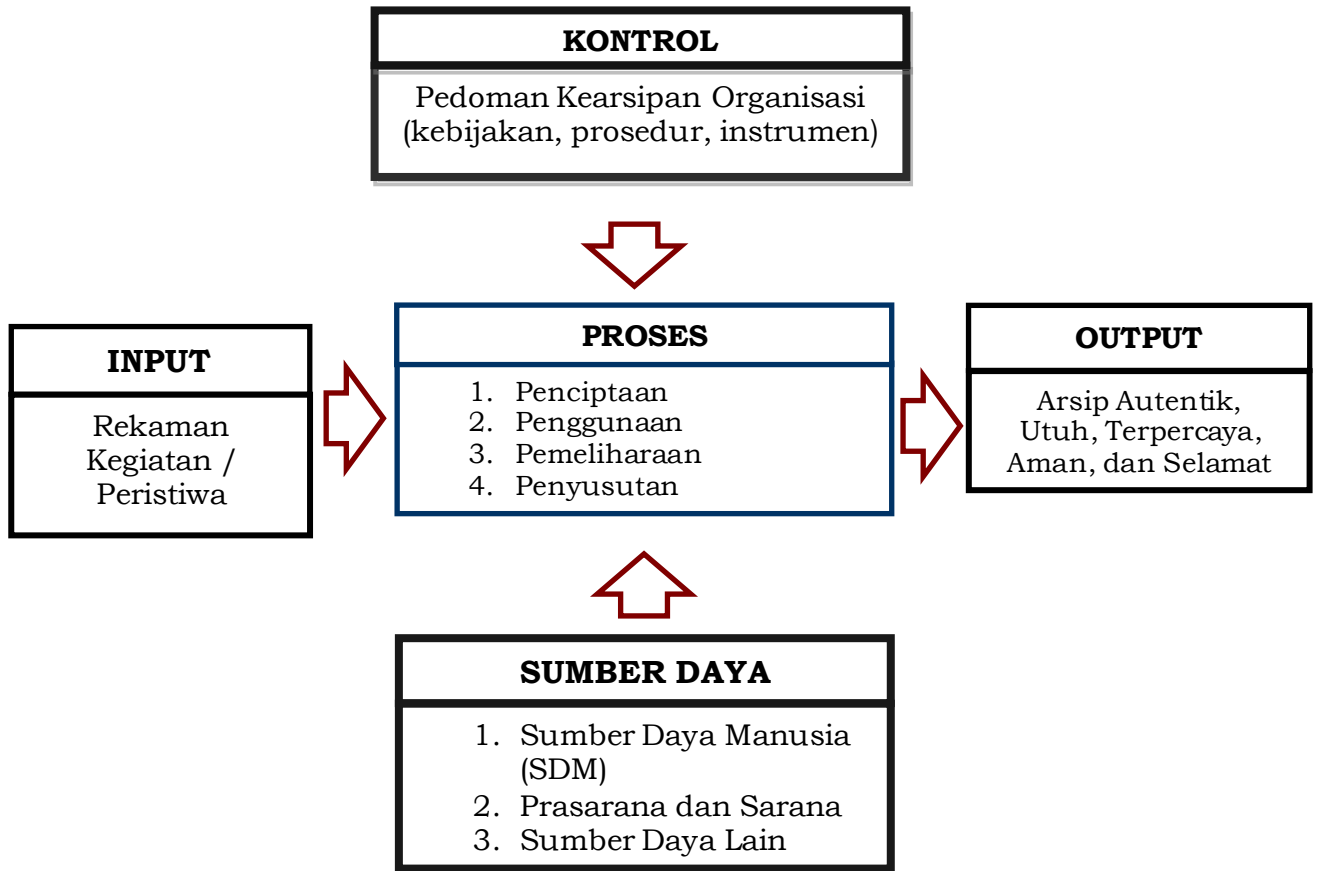 KONTROL
Pedoman Kearsipan Organisasi
(kebijakan, prosedur, instrumen)
INPUT
Rekaman
Kegiatan /
Peristiwa
PROSES
1. Penciptaan
2. Penggunaan
3. Pemeliharaan
4. Penyusutan
OUTPUT
Arsip Autentik,
Utuh, Terpercaya,
Aman, dan Selamat
SUMBER DAYA
1. Sumber Daya Manusia
(SDM)
2. Prasarana dan Sarana
3. Sumber Daya Lain